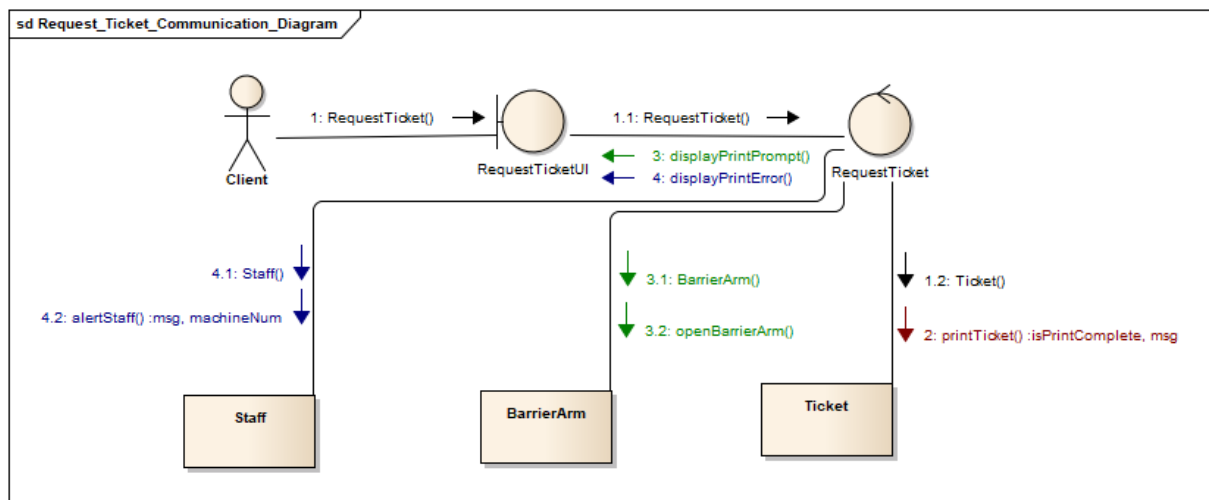 sd Request_Ticket_Communication_Diagram
1: RequestTicket()
1.1: RequestTicket()
3: displayPrintPrompt()
4: displayPrintError()
RequestTicketUI
RequestTicket
Client
4.1: Staff()
3.1: BarrierArm()
1.2: Ticket()
4.2: alertStaff() :msg, machineNum
3.2: openBarrierArm()
2: printTicket() :isPrintComplete, msg
Staff
BarrierArm
Ticket